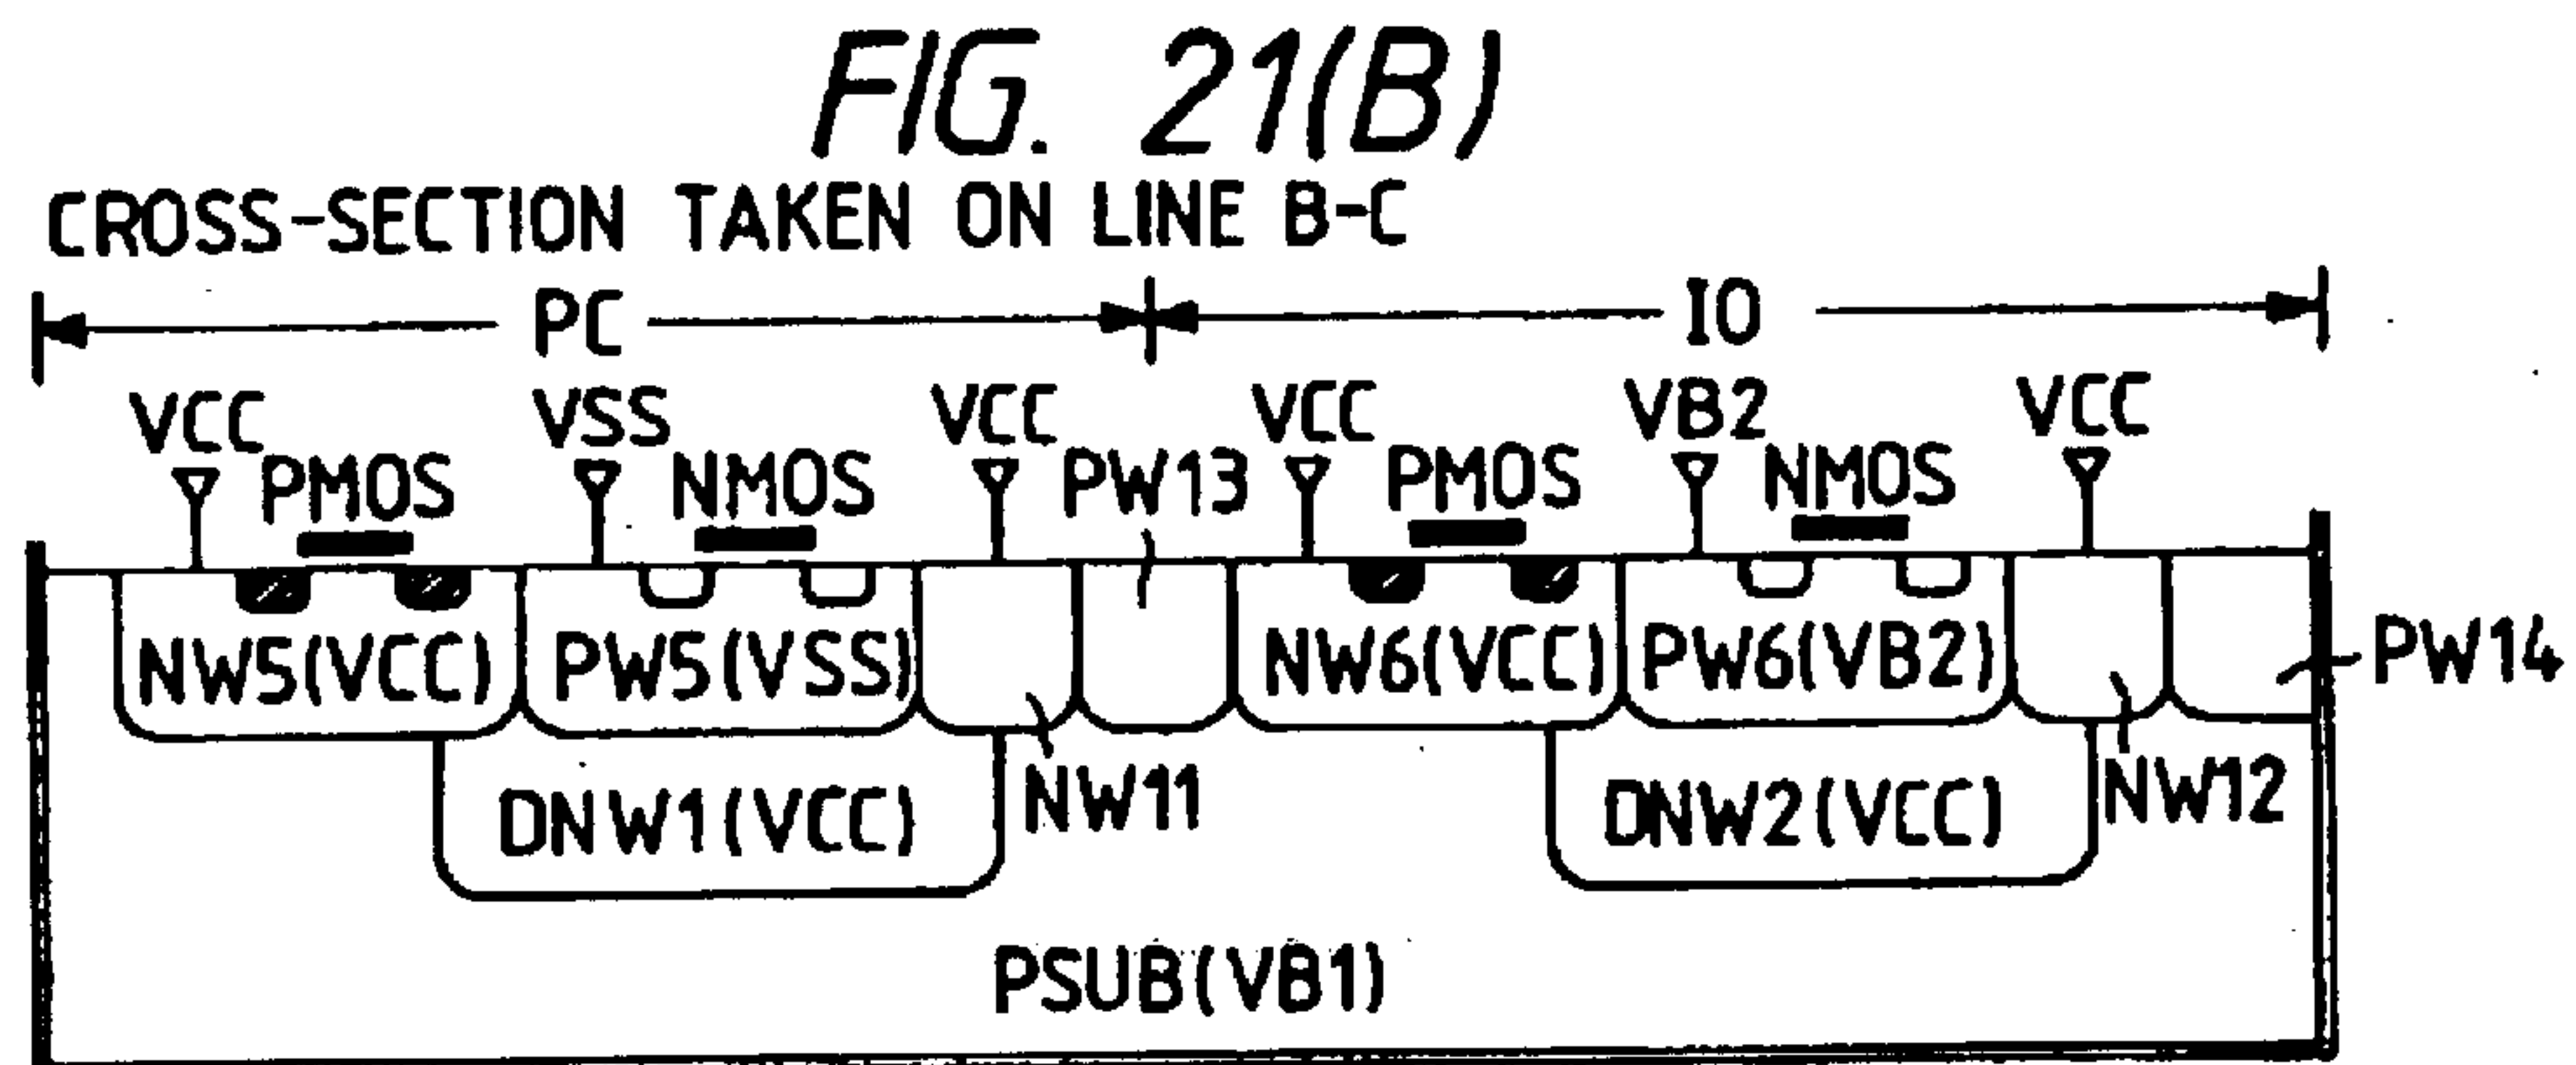 FIG. 21(B)
CROSS-SECTION TAKEN ON LINE B-C
PC IO
VCC VSS VCC VCC VB2 VCC
PMOS NMOS PW13 PMOS NMOS
NW5(VCC) PW5(VSS) NW6(VCC) PW6(VB2) PW14
DNW1(VCC) NW11 DNW2(VCC) NW12
PSUB(VB1)